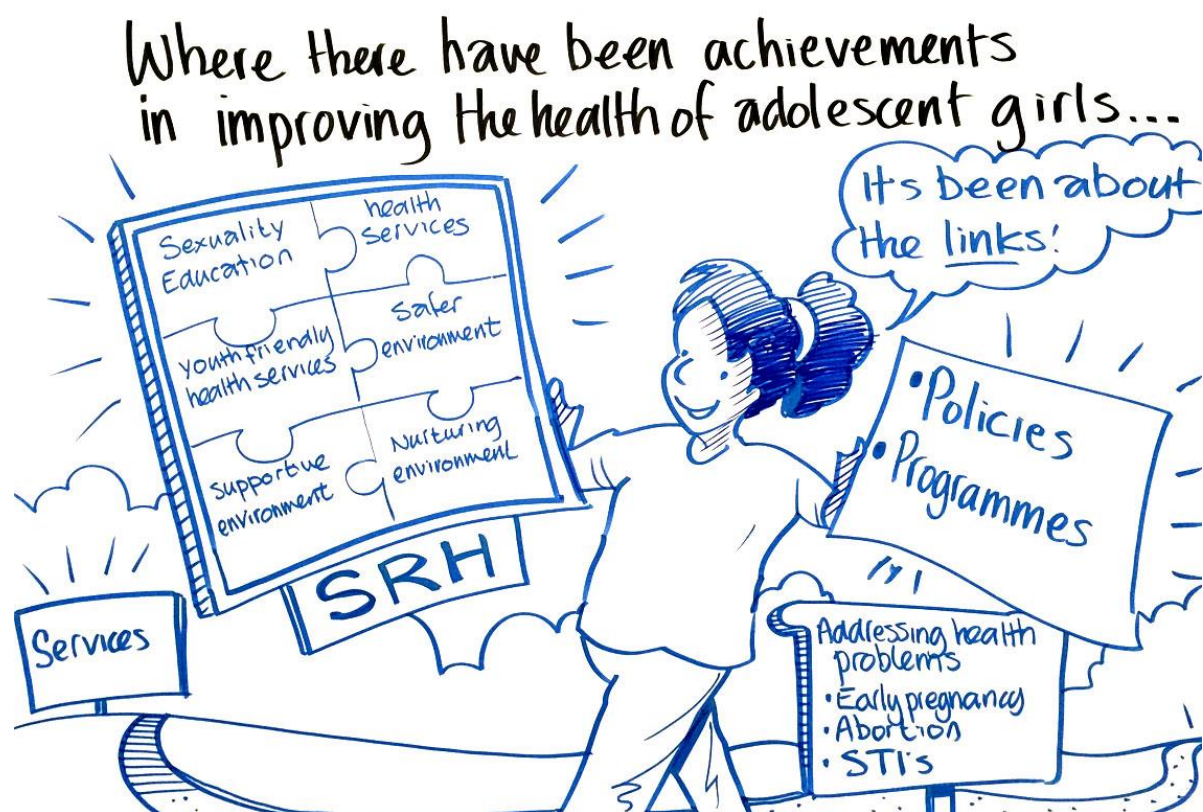 Where there have been achievements
in improving the health of adolescent girls...
It's been about
the links!
Sexuality
Education
health
services
youth friendly
health services
safer
environment
supportive
environment
Nurturing
environment
SRH
• Policies
• Programmes
Services
Addressing health
problems
• Early pregnancy
• Abortion
• STI's